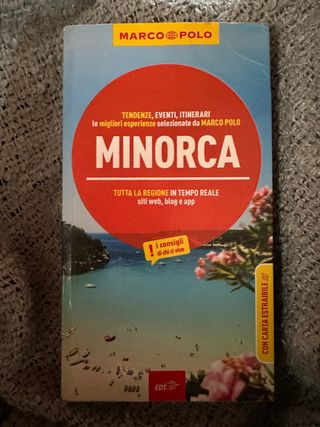 MARCO POLO
TENDENZE, EVENTI, ITINERARI
le migliori esperienze selezionate da MARCO POLO
MINORCA
TUTTA LA REGIONE IN TEMPO REALE
siti web, blog e app
! i consigli
di chi ci vive
CON CARTA ESTRAIBILE
EDT